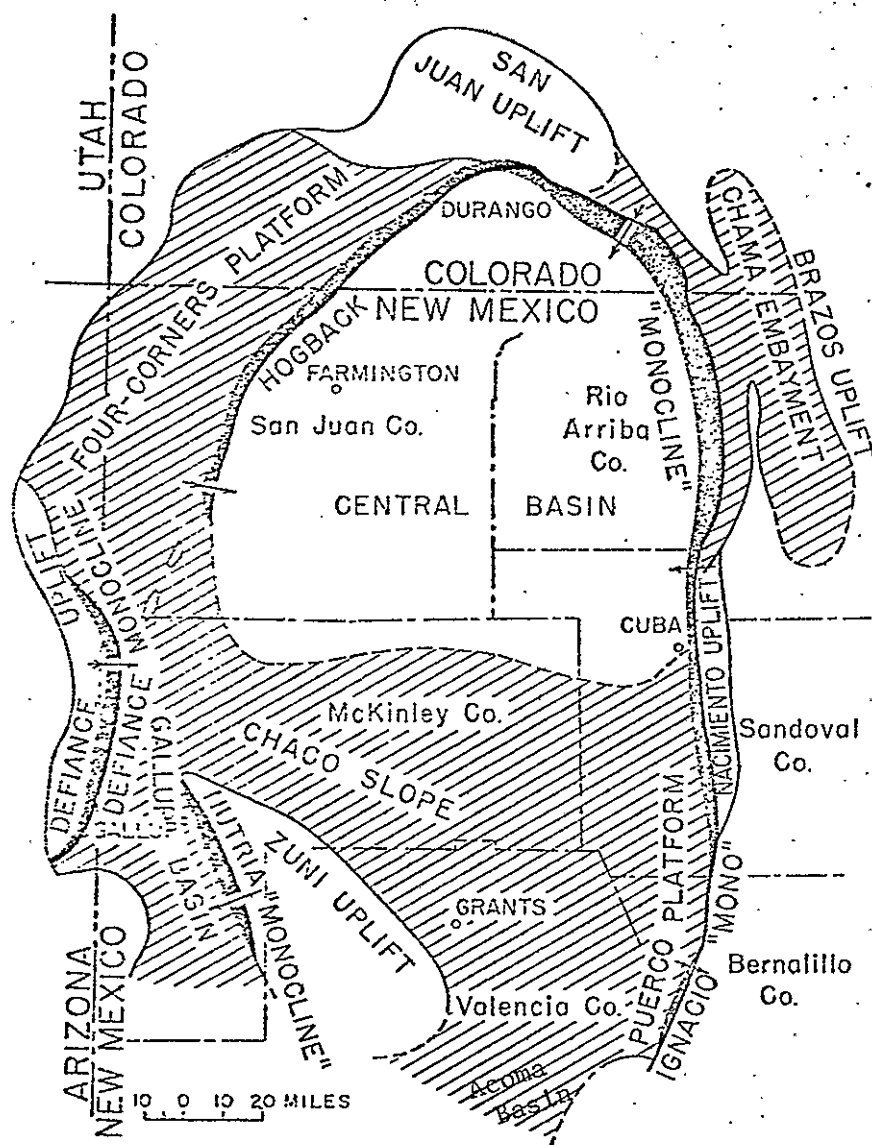 SAN
JUAN UPLIFT
UTAH
COLORADO
FOUR-CORNERS PLATFORM
DURANGO
CHAMA EMBAYMENT
BRAZOS UPLIFT
COLORADO
NEW MEXICO
HOGBACK
"MONOCLINE"
FARMINGTON
San Juan Co.
Rio
Arriba
Co.
CENTRAL BASIN
DEFIANCE UPLIFT
DEFIANCE MONOCLINE
GALLUP BASIN
CUBA
NACIMIENTO UPLIFT
McKinley Co.
CHACO SLOPE
Sandoval
Co.
NUTRIA "MONOCLINE"
ZUNI UPLIFT
GRANTS
PUERCO PLATFORM
IGNACIO "MONO"
Bernalillo
Co.
Valencia Co.
ARIZONA
NEW MEXICO
Acoma
Basin
10 0 10 20 MILES